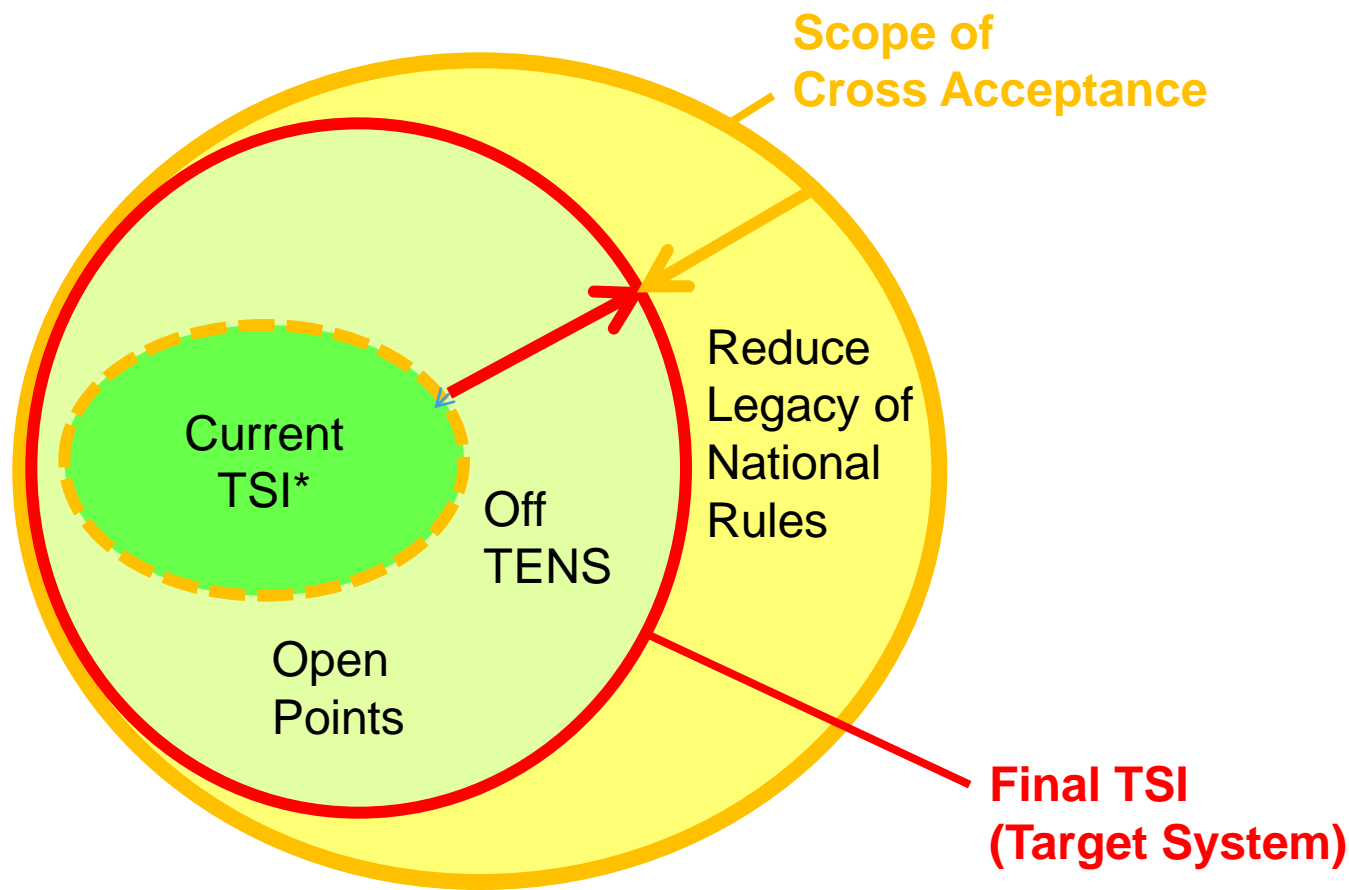 Scope of
Cross Acceptance
Reduce
Legacy of
National
Rules
Current
TSI*
Off
TENS
Open
Points
Final TSI
(Target System)